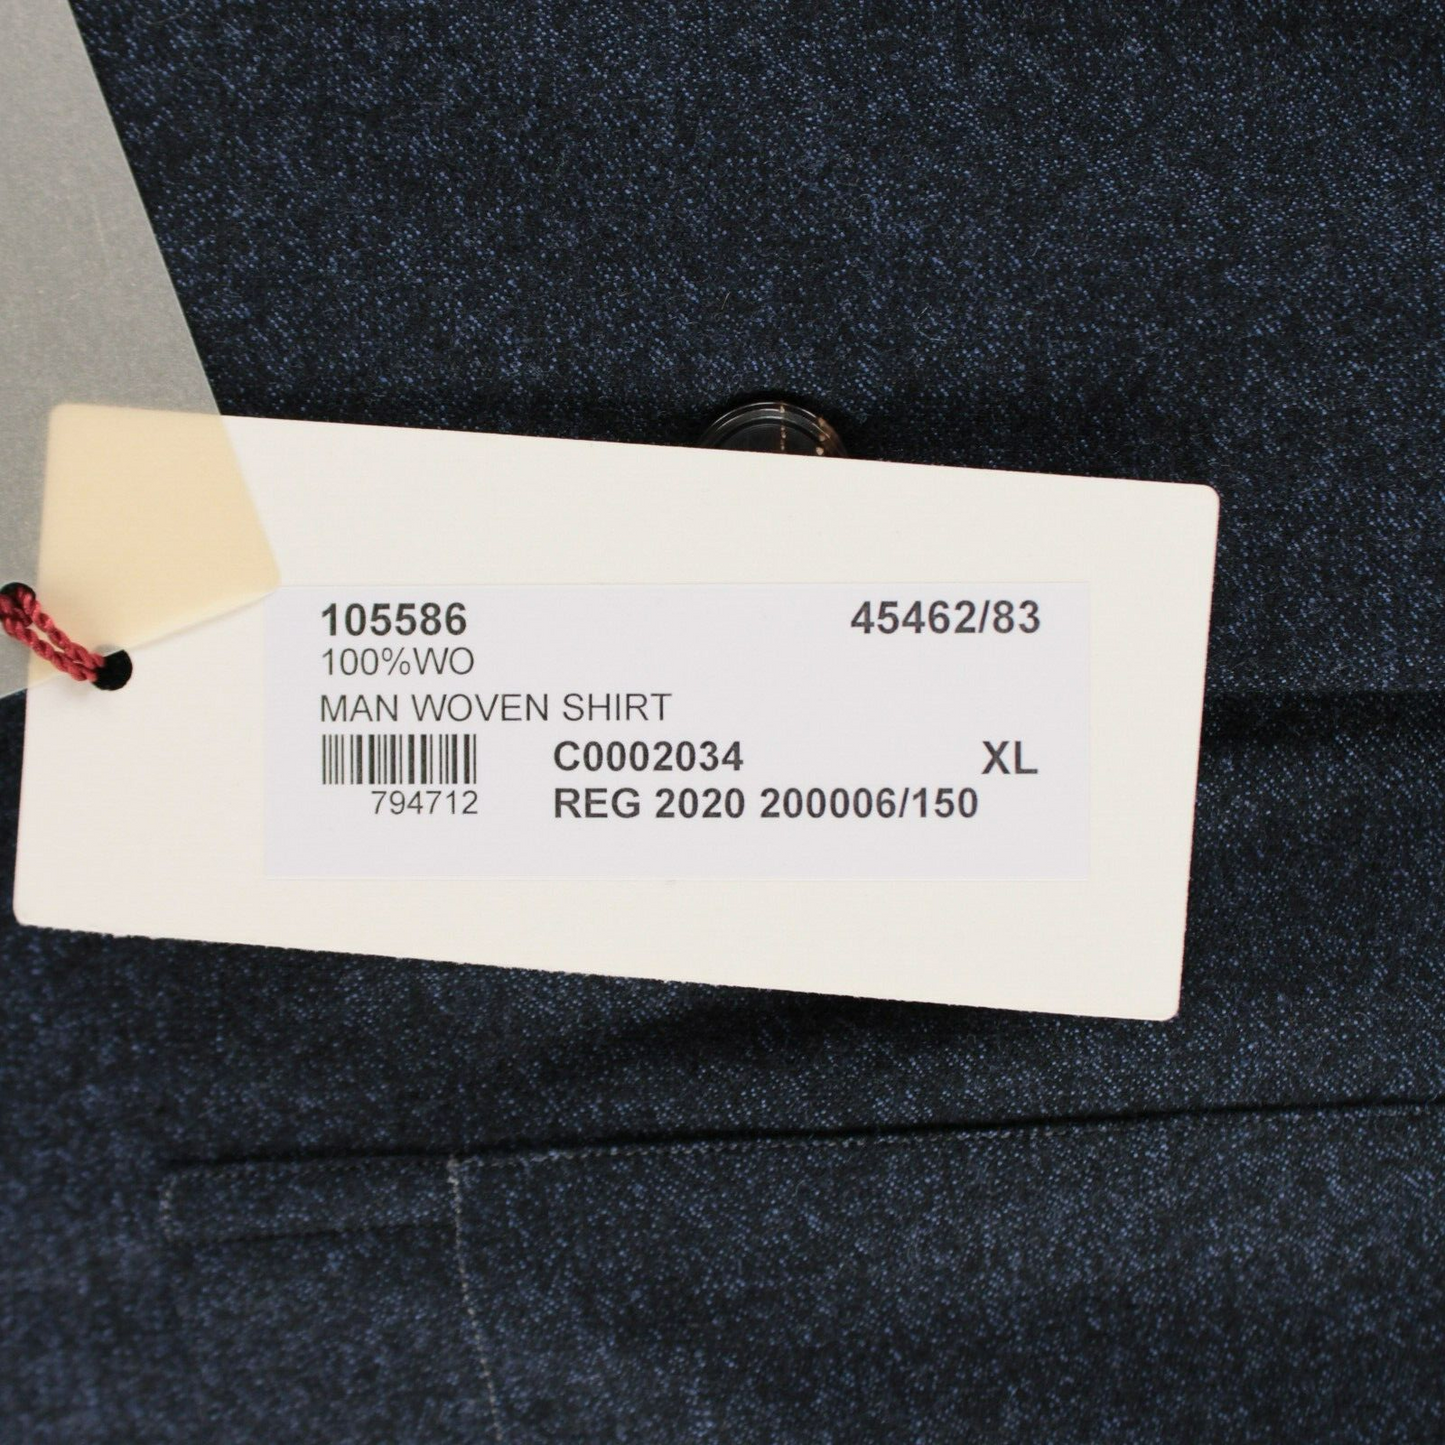 105586 45462/83
100%WO
MAN WOVEN SHIRT
C0002034 XL
794712 REG 2020 200006/150